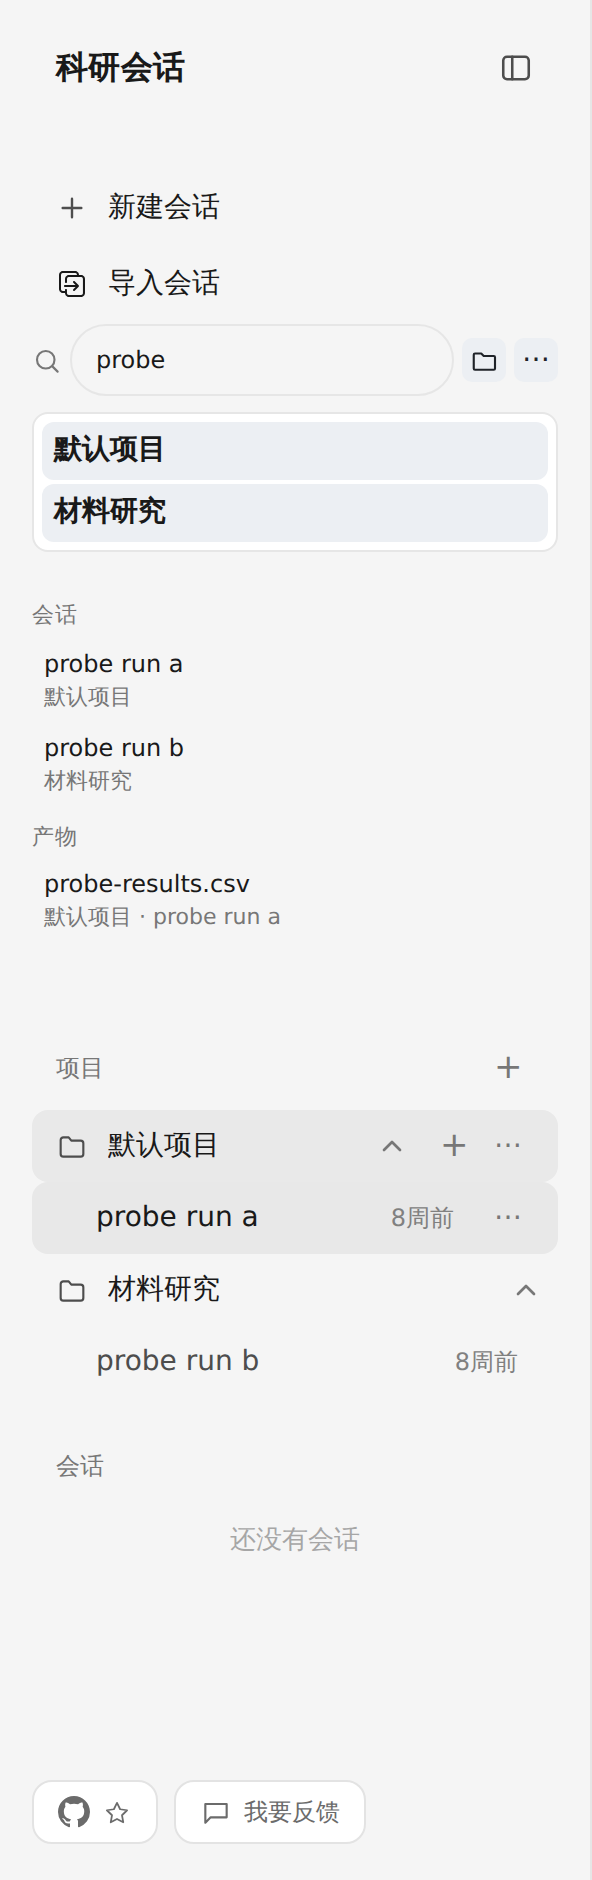 科研会话
新建会话
导入会话
probe
···
默认项目
材料研究
会话
probe run a
默认项目
probe run b
材料研究
产物
probe-results.csv
默认项目 · probe run a
项目
默认项目 ···
probe run a 8周前 ···
材料研究
probe run b 8周前
会话
还没有会话
我要反馈